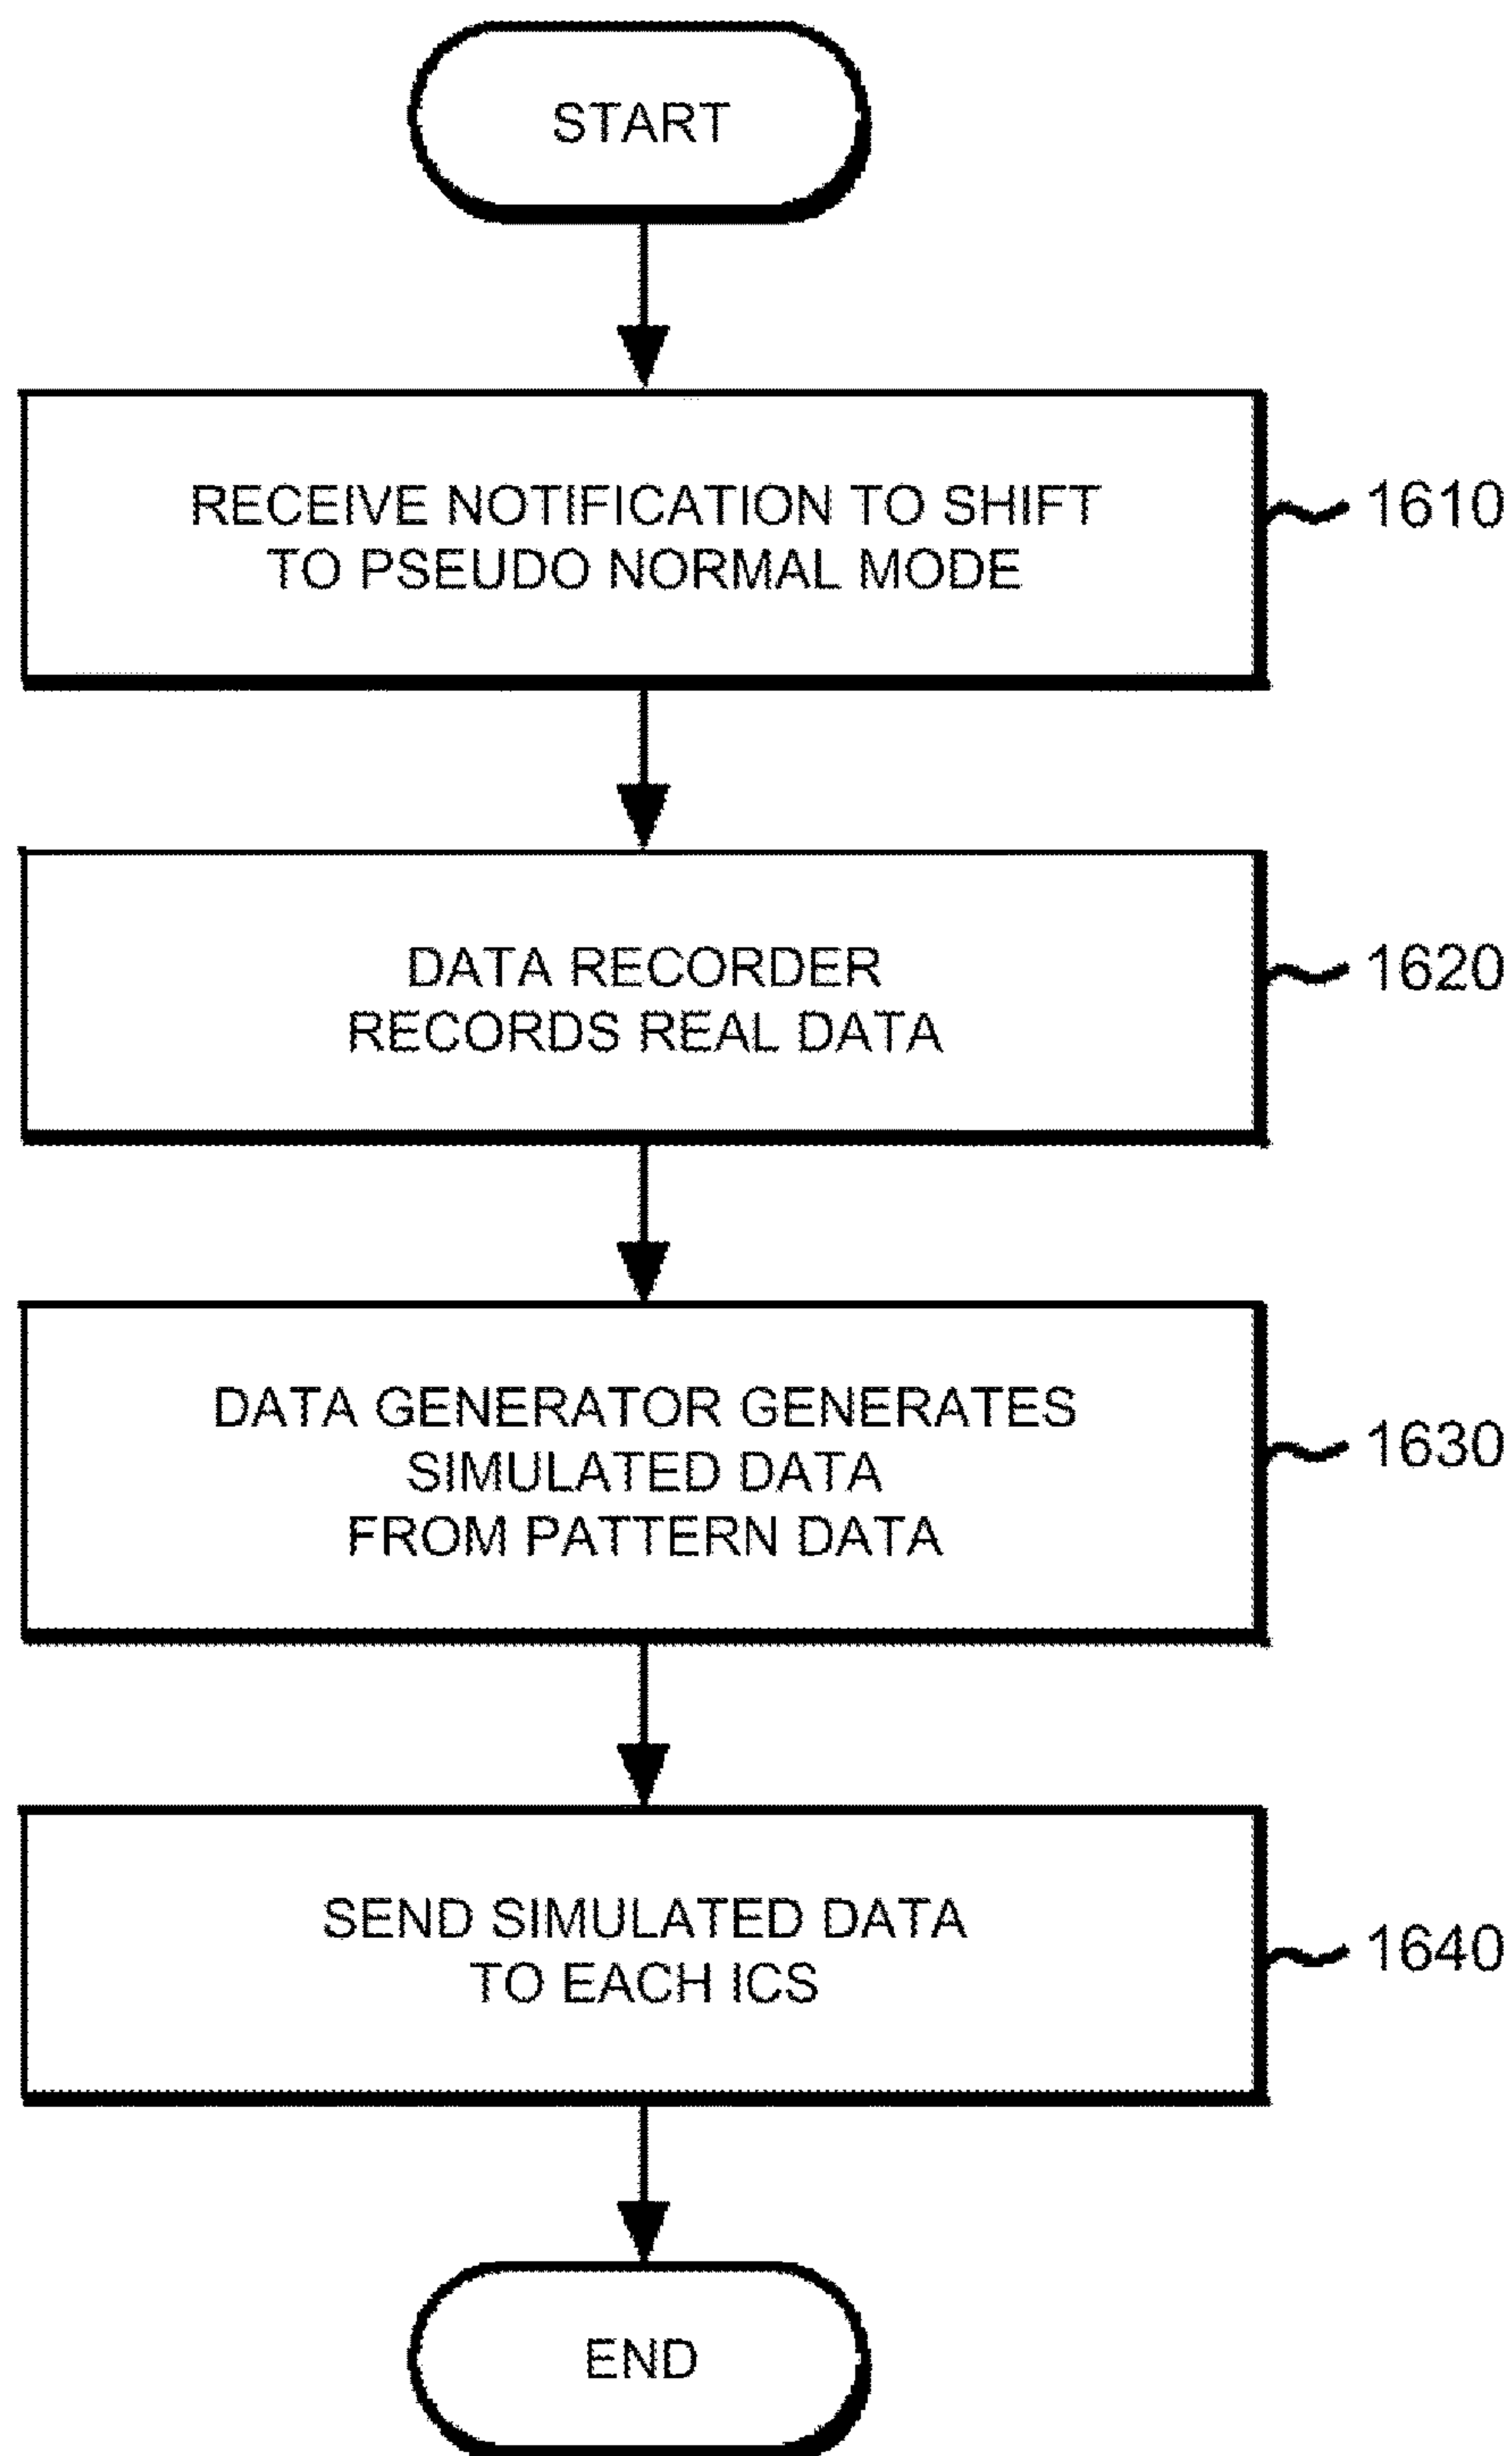 START
RECEIVE NOTIFICATION TO SHIFT
TO PSEUDO NORMAL MODE
1610
DATA RECORDER
RECORDS REAL DATA
1620
DATA GENERATOR GENERATES
SIMULATED DATA
FROM PATTERN DATA
1630
SEND SIMULATED DATA
TO EACH ICS
1640
END